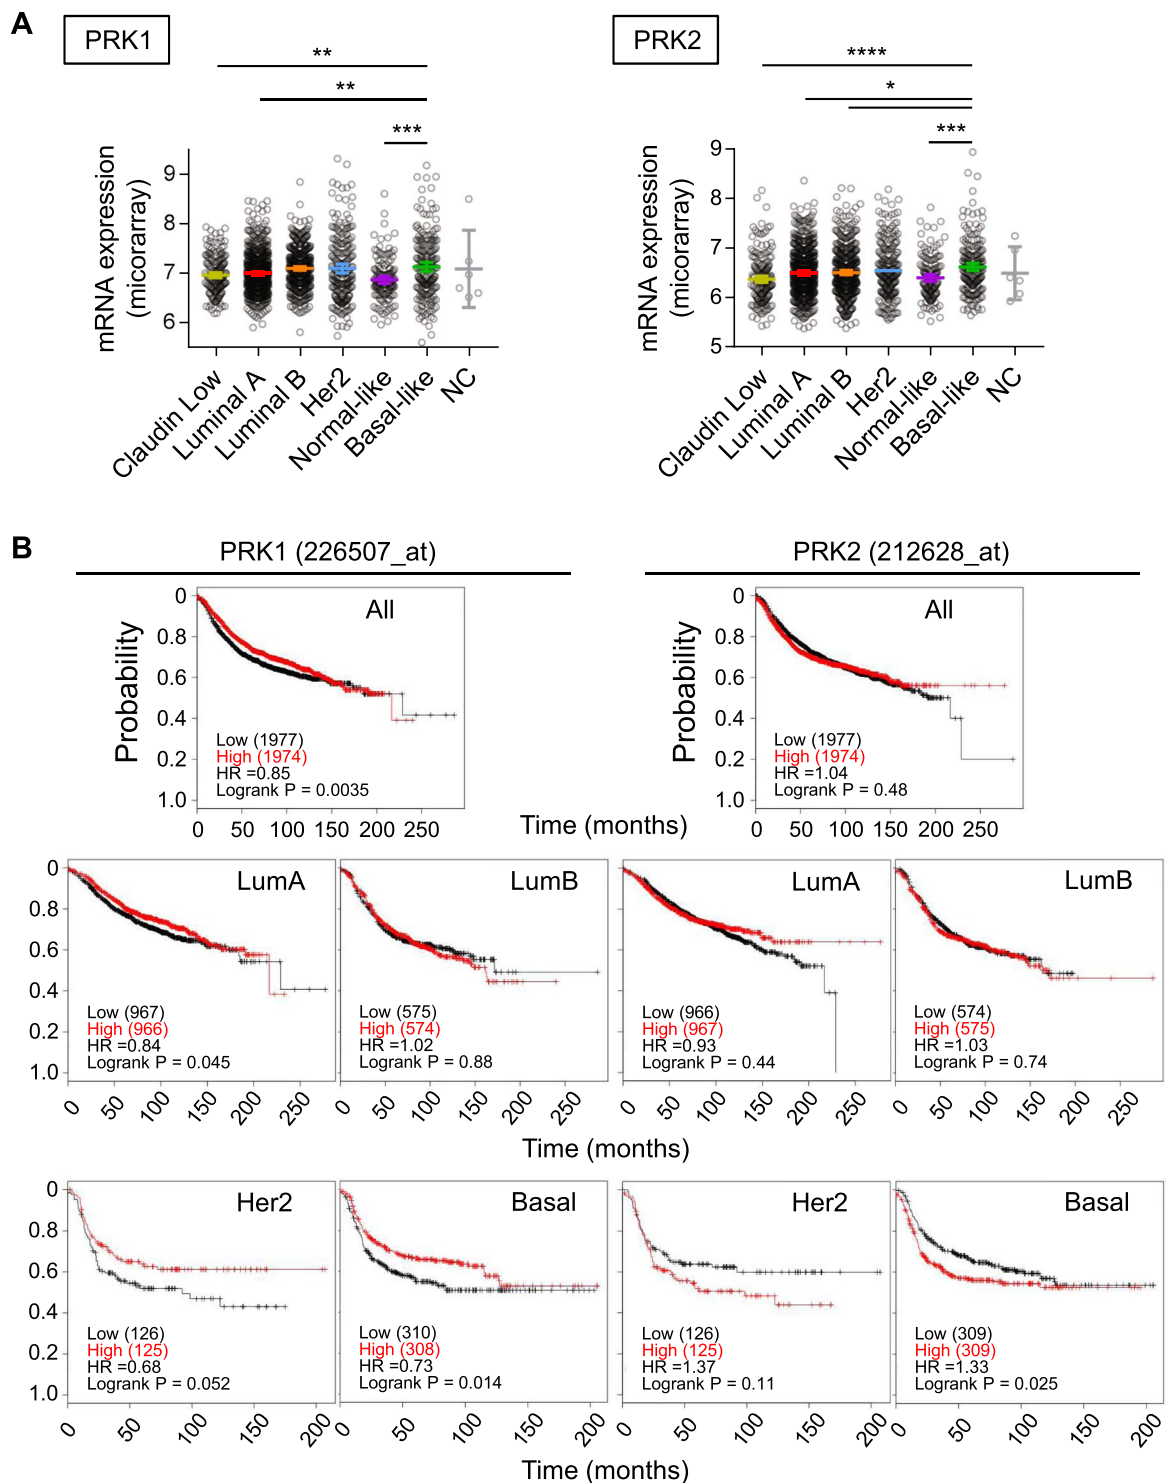 A
PRK1
PRK2
**
**
***
****
*
***
mRNA expression
(micorarray)
9
8
7
6
Claudin Low
Luminal A
Luminal B
Her2
Normal-like
Basal-like
NC
mRNA expression
(micorarray)
9
8
7
6
5
Claudin Low
Luminal A
Luminal B
Her2
Normal-like
Basal-like
NC
B
PRK1 (226507_at)
PRK2 (212628_at)
Probability
0
0.8
0.6
0.4
0.2
1.0
All
Low (1977)
High (1974)
HR =0.85
Logrank P = 0.0035
0 50 100 150 200 250
Probability
0
0.8
0.6
0.4
0.2
1.0
All
Low (1977)
High (1974)
HR =1.04
Logrank P = 0.48
0 50 100 150 200 250
Time (months)
0
0.8
0.6
0.4
0.2
1.0
LumA
Low (967)
High (966)
HR =0.84
Logrank P = 0.045
0 50 100 150 200 250
LumB
Low (575)
High (574)
HR =1.02
Logrank P = 0.88
0 50 100 150 200 250
LumA
Low (966)
High (967)
HR =0.93
Logrank P = 0.44
0 50 100 150 200 250
LumB
Low (574)
High (575)
HR =1.03
Logrank P = 0.74
0 50 100 150 200 250
Time (months)
0
0.8
0.6
0.4
0.2
1.0
Her2
Low (126)
High (125)
HR =0.68
Logrank P = 0.052
0 50 100 150 200
Basal
Low (310)
High (308)
HR =0.73
Logrank P = 0.014
0 50 100 150 200
Her2
Low (126)
High (125)
HR =1.37
Logrank P = 0.11
0 50 100 150 200
Basal
Low (309)
High (309)
HR =1.33
Logrank P = 0.025
0 50 100 150 200
Time (months)